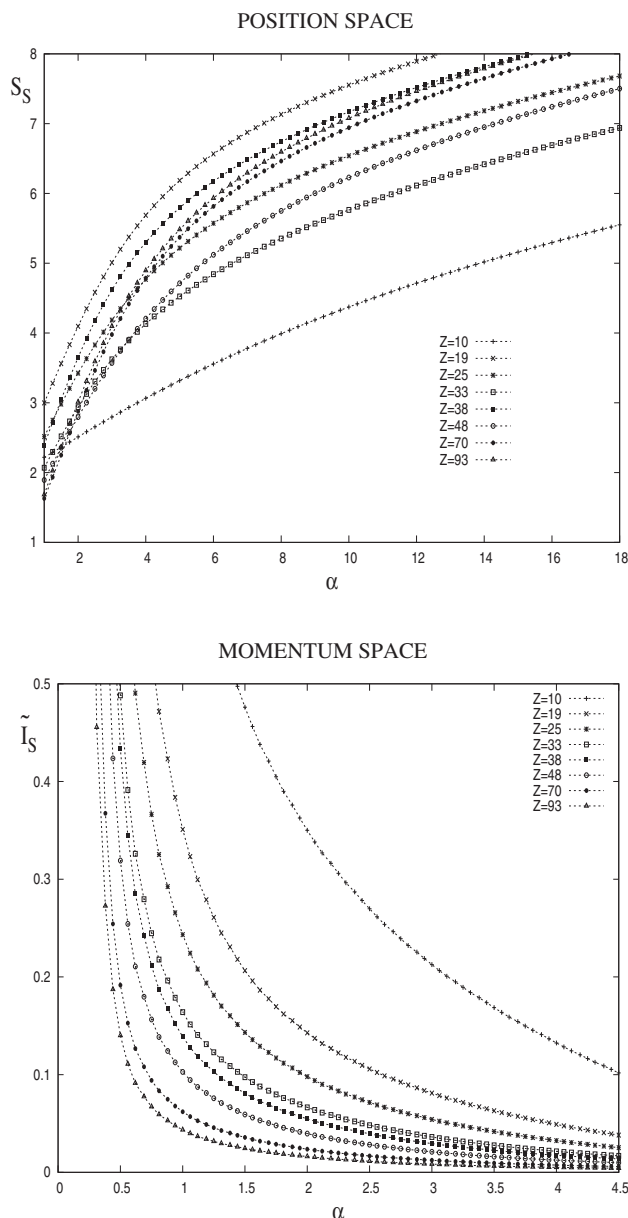 POSITION SPACE
8
7
6
5
4
3
2
1
S_S
Z=10
Z=19
Z=25
Z=33
Z=38
Z=48
Z=70
Z=93
2 4 6 8 10 12 14 16 18
α
MOMENTUM SPACE
0.5
0.4
0.3
0.2
0.1
0
Ĩ_S
Z=10
Z=19
Z=25
Z=33
Z=38
Z=48
Z=70
Z=93
0 0.5 1 1.5 2 2.5 3 3.5 4 4.5
α